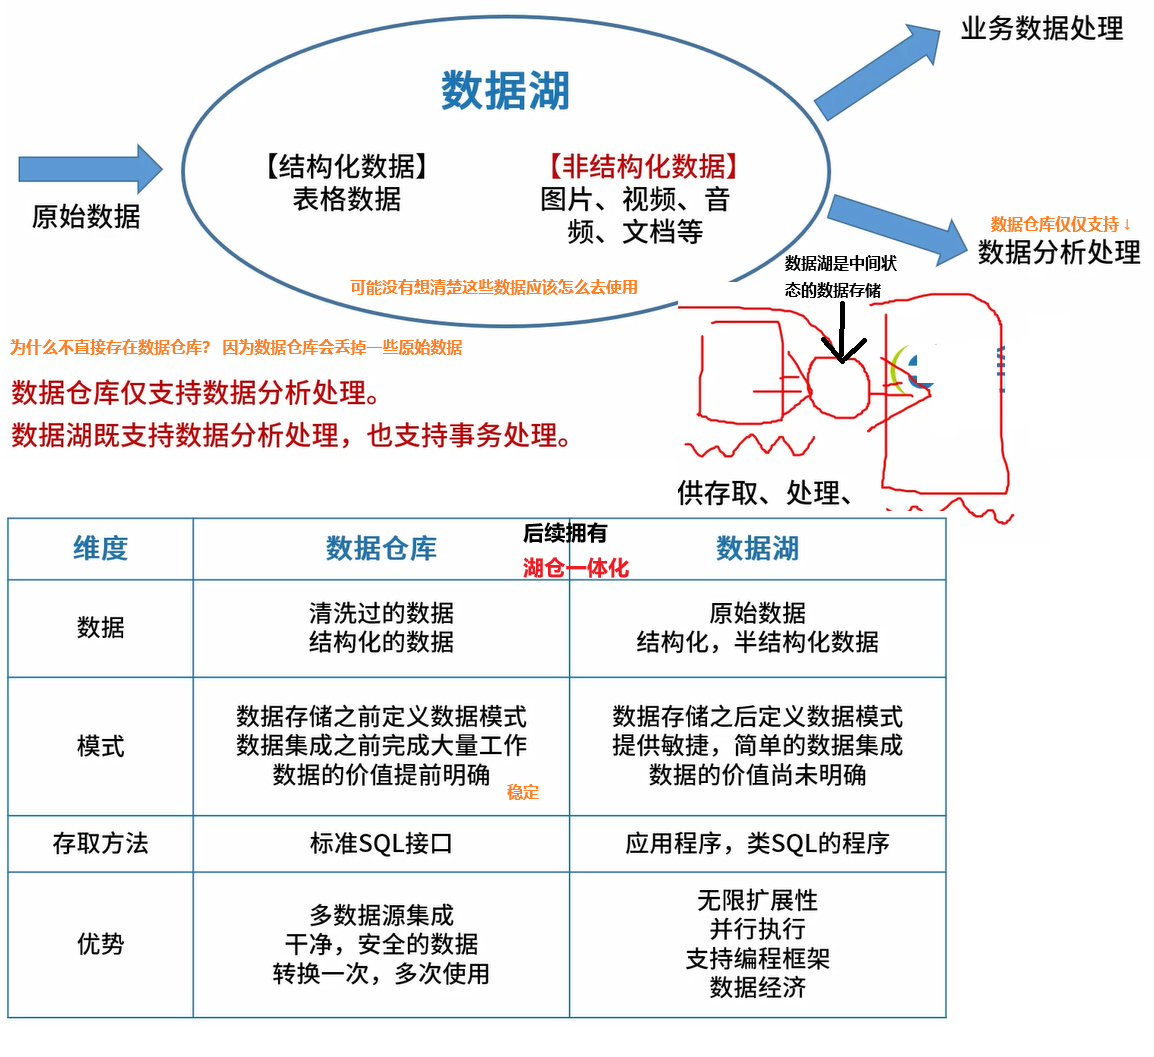 业务数据处理
数据湖
【结构化数据】
表格数据
【非结构化数据】
图片、视频、音
频、文档等
原始数据
数据仓库仅仅支持↓
数据分析处理
数据湖是中间状
态的数据存储
可能没有想清楚这些数据应该怎么去使用
为什么不直接存在数据仓库? 因为数据仓库会丢掉一些原始数据
数据仓库仅支持数据分析处理。
数据湖既支持数据分析处理，也支持事务处理。
供存取、处理、
后续拥有
湖仓一体化
维度
数据仓库
数据湖
数据
清洗过的数据
结构化的数据
原始数据
结构化，半结构化数据
模式
数据存储之前定义数据模式
数据集成之前完成大量工作
数据的价值提前明确
稳定
数据存储之后定义数据模式
提供敏捷，简单的数据集成
数据的价值尚未明确
存取方法
标准SQL接口
应用程序，类SQL的程序
优势
多数据源集成
干净，安全的数据
转换一次，多次使用
无限扩展性
并行执行
支持编程框架
数据经济